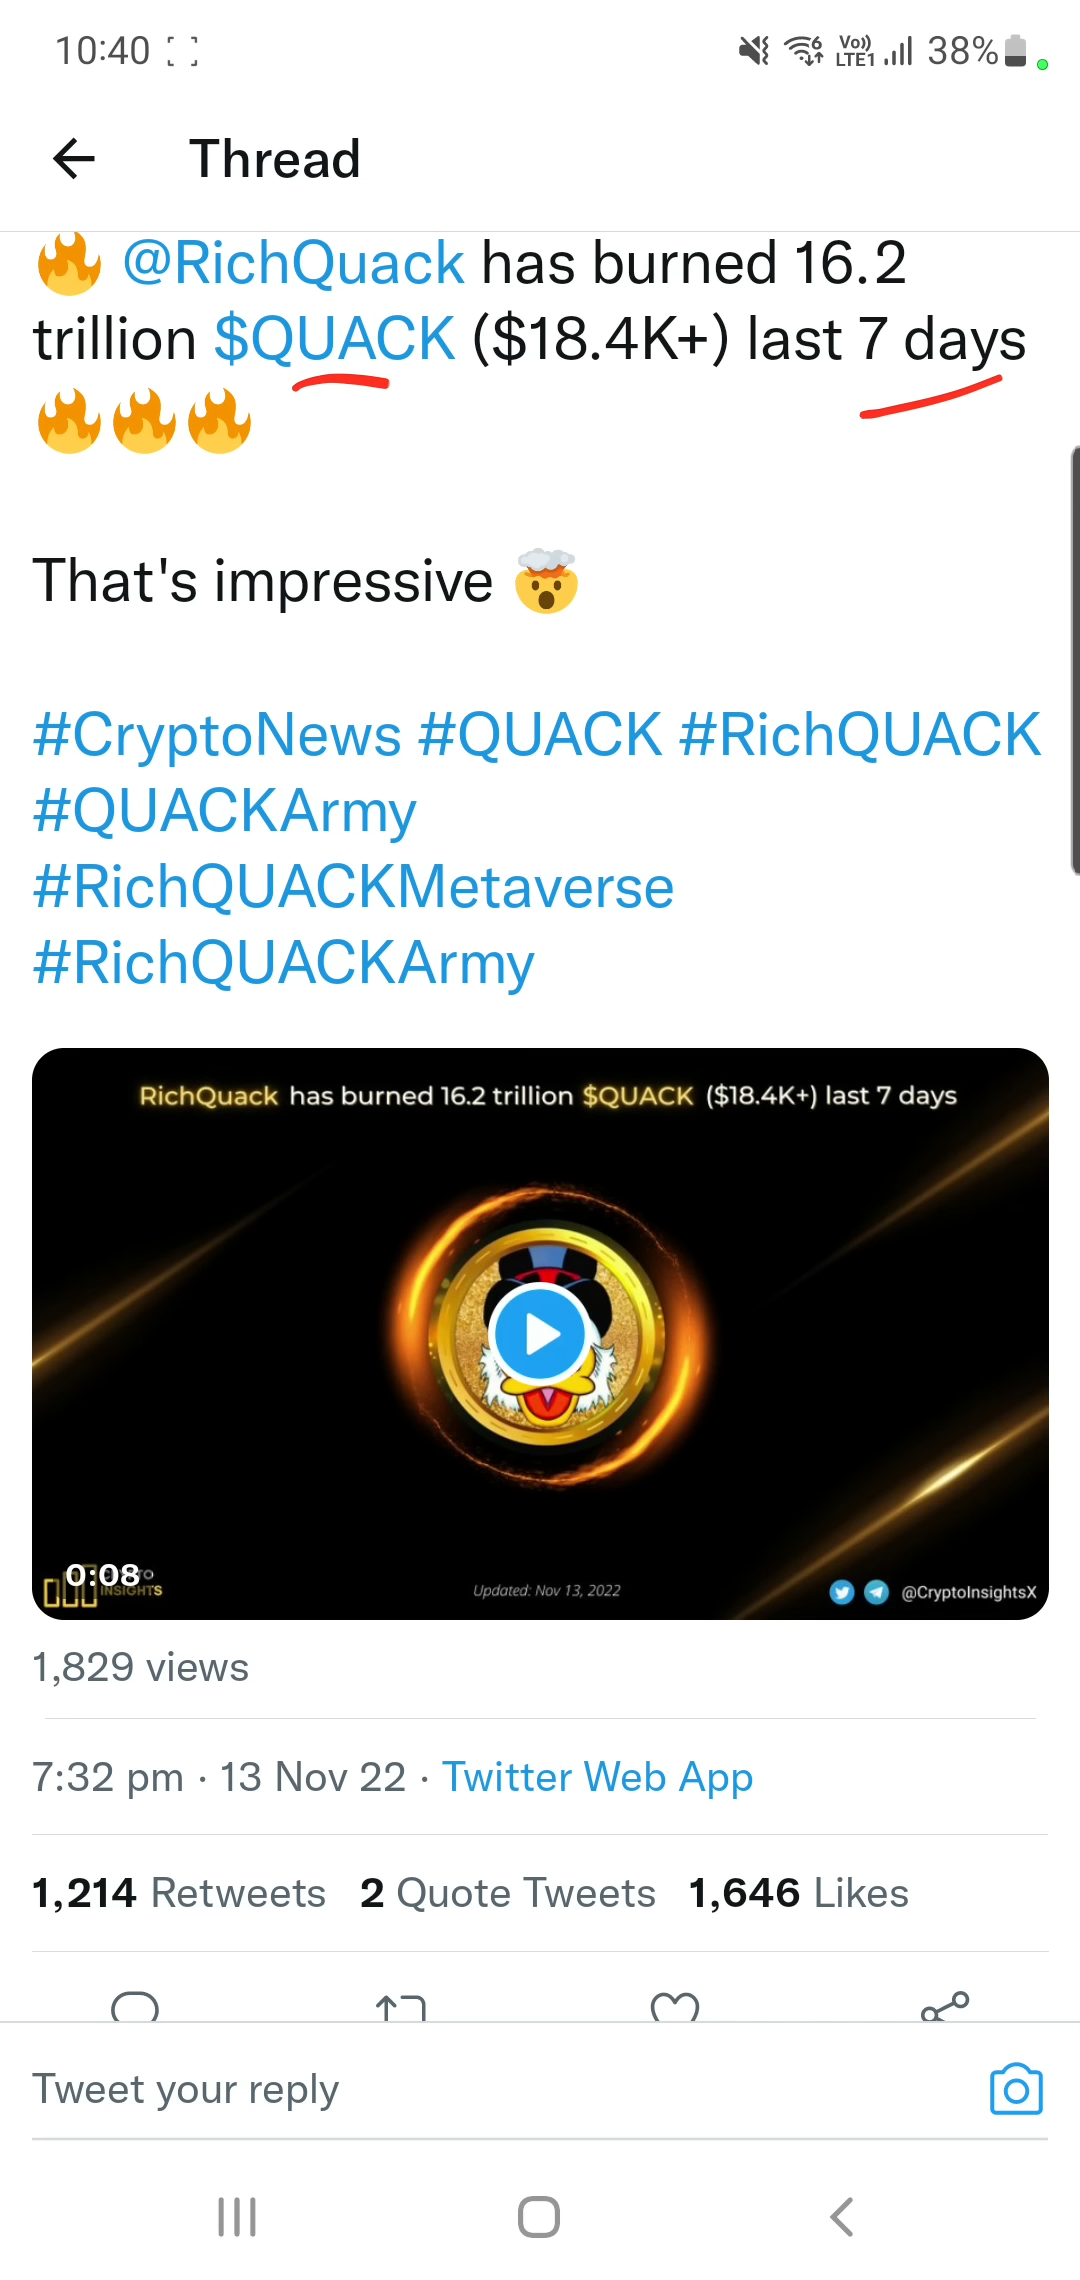 10:40
Vo)) LTE1 38%
Thread
🔥 @RichQuack has burned 16.2
trillion $QUACK ($18.4K+) last 7 days
🔥🔥🔥
That's impressive 🤯
#CryptoNews #QUACK #RichQUACK
#QUACKArmy
#RichQUACKMetaverse
#RichQUACKArmy
RichQuack has burned 16.2 trillion $QUACK ($18.4K+) last 7 days
0:08
INSIGHTS
Updated: Nov 13, 2022
@CryptoInsightsX
1,829 views
7:32 pm · 13 Nov 22 · Twitter Web App
1,214 Retweets 2 Quote Tweets 1,646 Likes
Tweet your reply